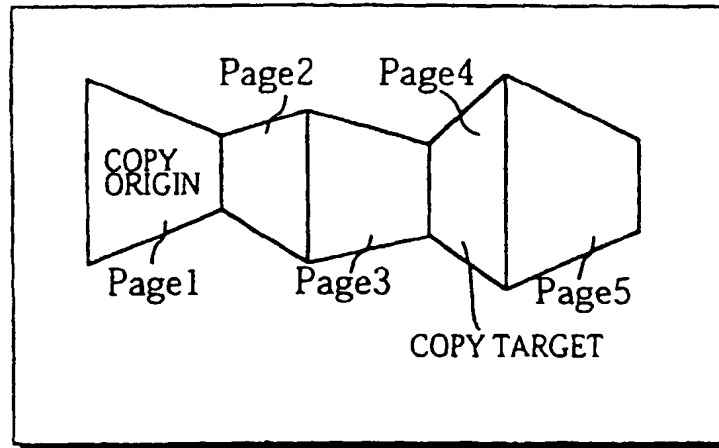 Page2
Page4
COPY
ORIGIN
Page1
Page3
Page5
COPY TARGET